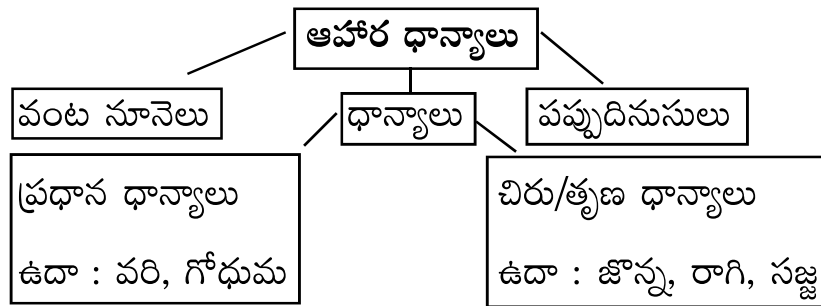 ఆహార ధాన్యాలు
వంట నూనెలు
ధాన్యాలు
పప్పుదినుసులు
ప్రధాన ధాన్యాలు
ఉదా : వరి, గోధుమ
చిరు/తృణ ధాన్యాలు
ఉదా : జొన్న, రాగి, సజ్జ